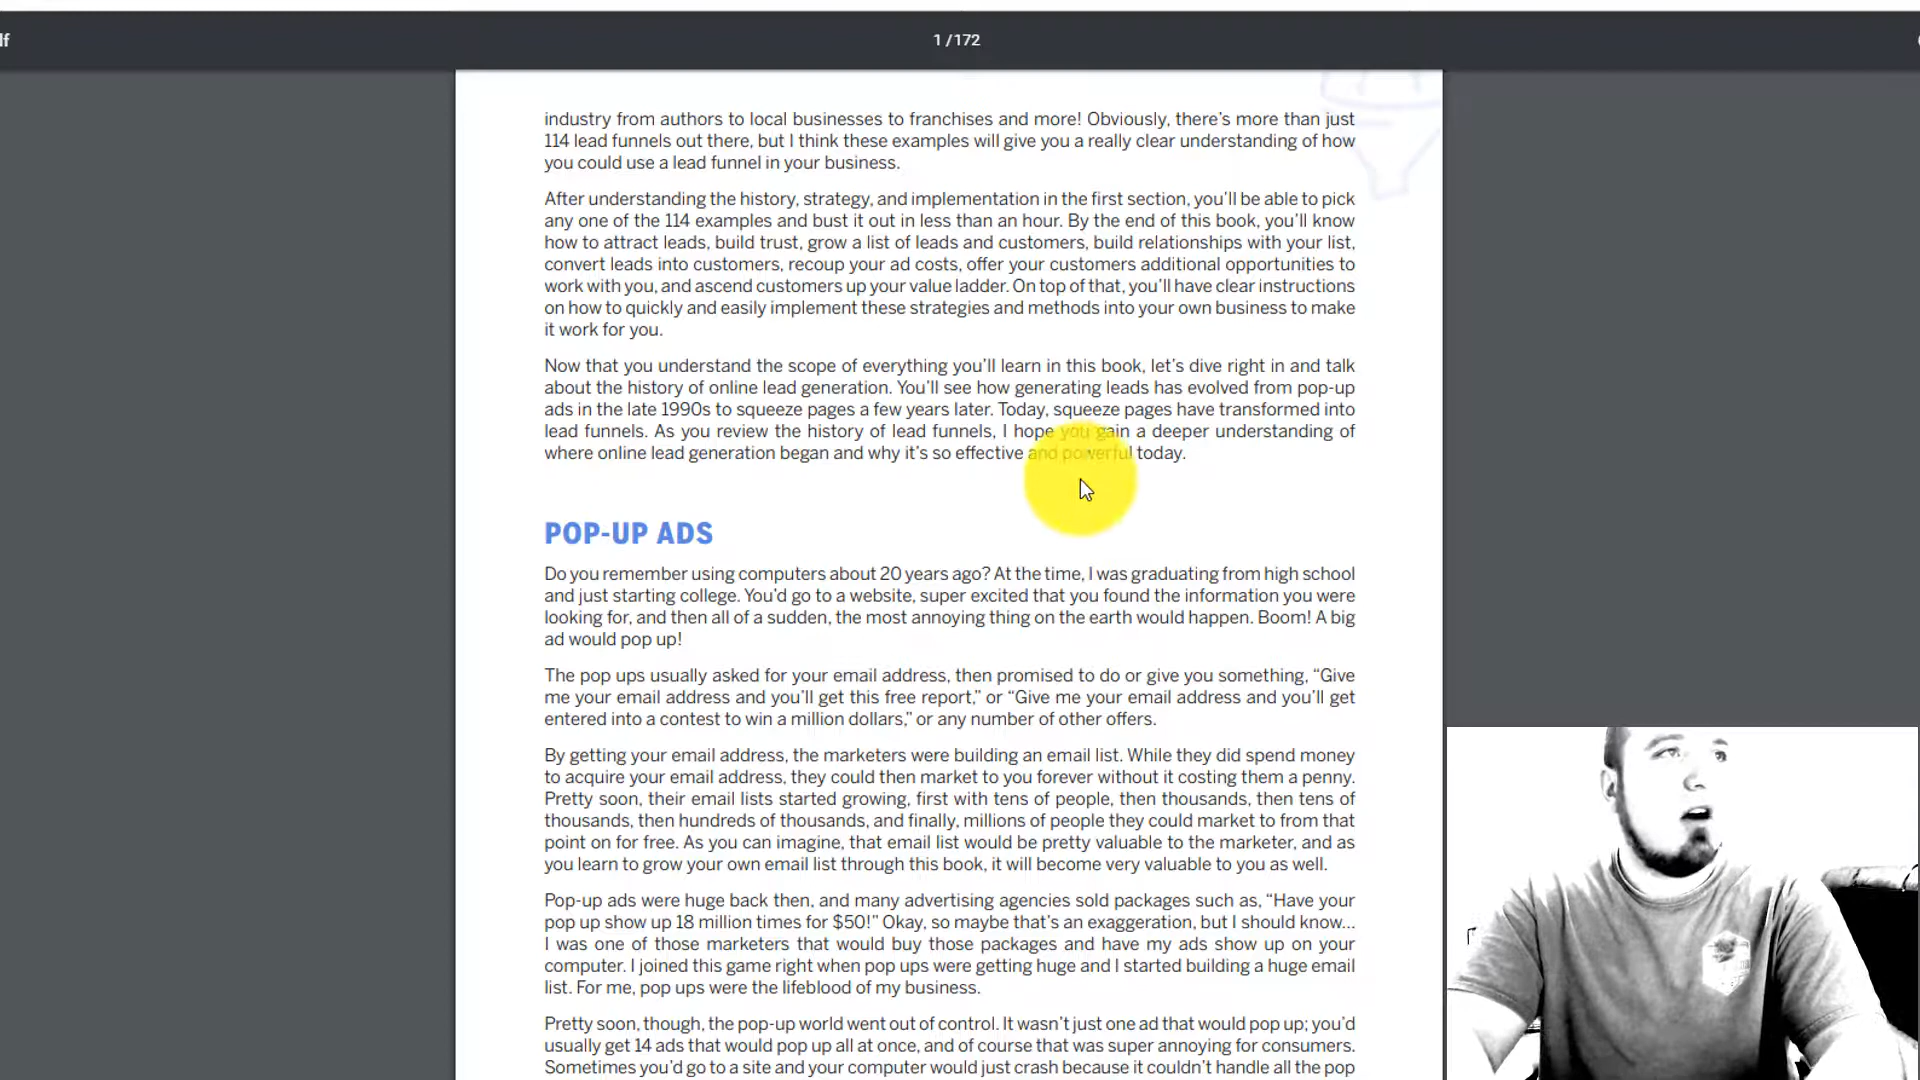 lf
1 / 172
industry from authors to local businesses to franchises and more! Obviously, there’s more than just
114 lead funnels out there, but I think these examples will give you a really clear understanding of how
you could use a lead funnel in your business.
After understanding the history, strategy, and implementation in the first section, you’ll be able to pick
any one of the 114 examples and bust it out in less than an hour. By the end of this book, you’ll know
how to attract leads, build trust, grow a list of leads and customers, build relationships with your list,
convert leads into customers, recoup your ad costs, offer your customers additional opportunities to
work with you, and ascend customers up your value ladder. On top of that, you’ll have clear instructions
on how to quickly and easily implement these strategies and methods into your own business to make
it work for you.
Now that you understand the scope of everything you’ll learn in this book, let’s dive right in and talk
about the history of online lead generation. You’ll see how generating leads has evolved from pop-up
ads in the late 1990s to squeeze pages a few years later. Today, squeeze pages have transformed into
lead funnels. As you review the history of lead funnels, I hope you gain a deeper understanding of
where online lead generation began and why it’s so effective and powerful today.
POP-UP ADS
Do you remember using computers about 20 years ago? At the time, I was graduating from high school
and just starting college. You’d go to a website, super excited that you found the information you were
looking for, and then all of a sudden, the most annoying thing on the earth would happen. Boom! A big
ad would pop up!
The pop ups usually asked for your email address, then promised to do or give you something, “Give
me your email address and you’ll get this free report,” or “Give me your email address and you’ll get
entered into a contest to win a million dollars,” or any number of other offers.
By getting your email address, the marketers were building an email list. While they did spend money
to acquire your email address, they could then market to you forever without it costing them a penny.
Pretty soon, their email lists started growing, first with tens of people, then thousands, then tens of
thousands, then hundreds of thousands, and finally, millions of people they could market to from that
point on for free. As you can imagine, that email list would be pretty valuable to the marketer, and as
you learn to grow your own email list through this book, it will become very valuable to you as well.
Pop-up ads were huge back then, and many advertising agencies sold packages such as, “Have your
pop up show up 18 million times for $50!” Okay, so maybe that’s an exaggeration, but I should know...
I was one of those marketers that would buy those packages and have my ads show up on your
computer. I joined this game right when pop ups were getting huge and I started building a huge email
list. For me, pop ups were the lifeblood of my business.
Pretty soon, though, the pop-up world went out of control. It wasn’t just one ad that would pop up; you’d
usually get 14 ads that would pop up all at once, and of course that was super annoying for consumers.
Sometimes you’d go to a site and your computer would just crash because it couldn’t handle all the pop